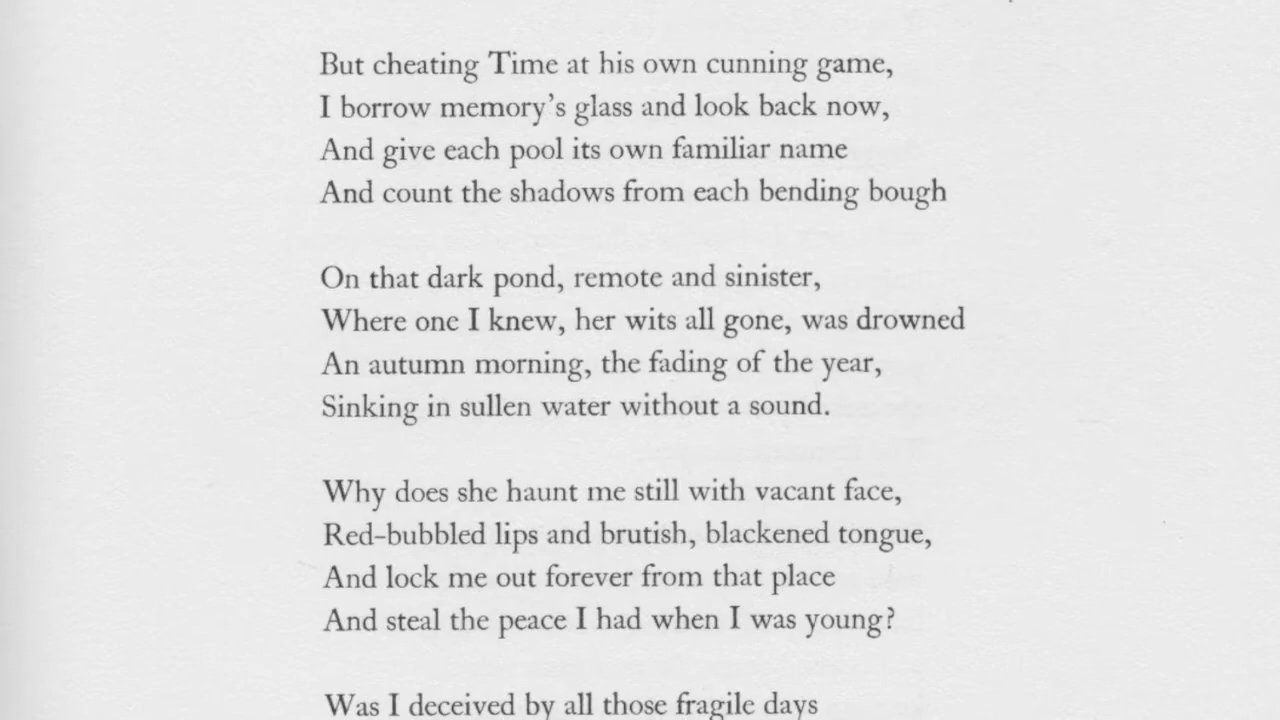 But cheating Time at his own cunning game,
I borrow memory’s glass and look back now,
And give each pool its own familiar name
And count the shadows from each bending bough
On that dark pond, remote and sinister,
Where one I knew, her wits all gone, was drowned
An autumn morning, the fading of the year,
Sinking in sullen water without a sound.
Why does she haunt me still with vacant face,
Red-bubbled lips and brutish, blackened tongue,
And lock me out forever from that place
And steal the peace I had when I was young?
Was I deceived by all those fragile days